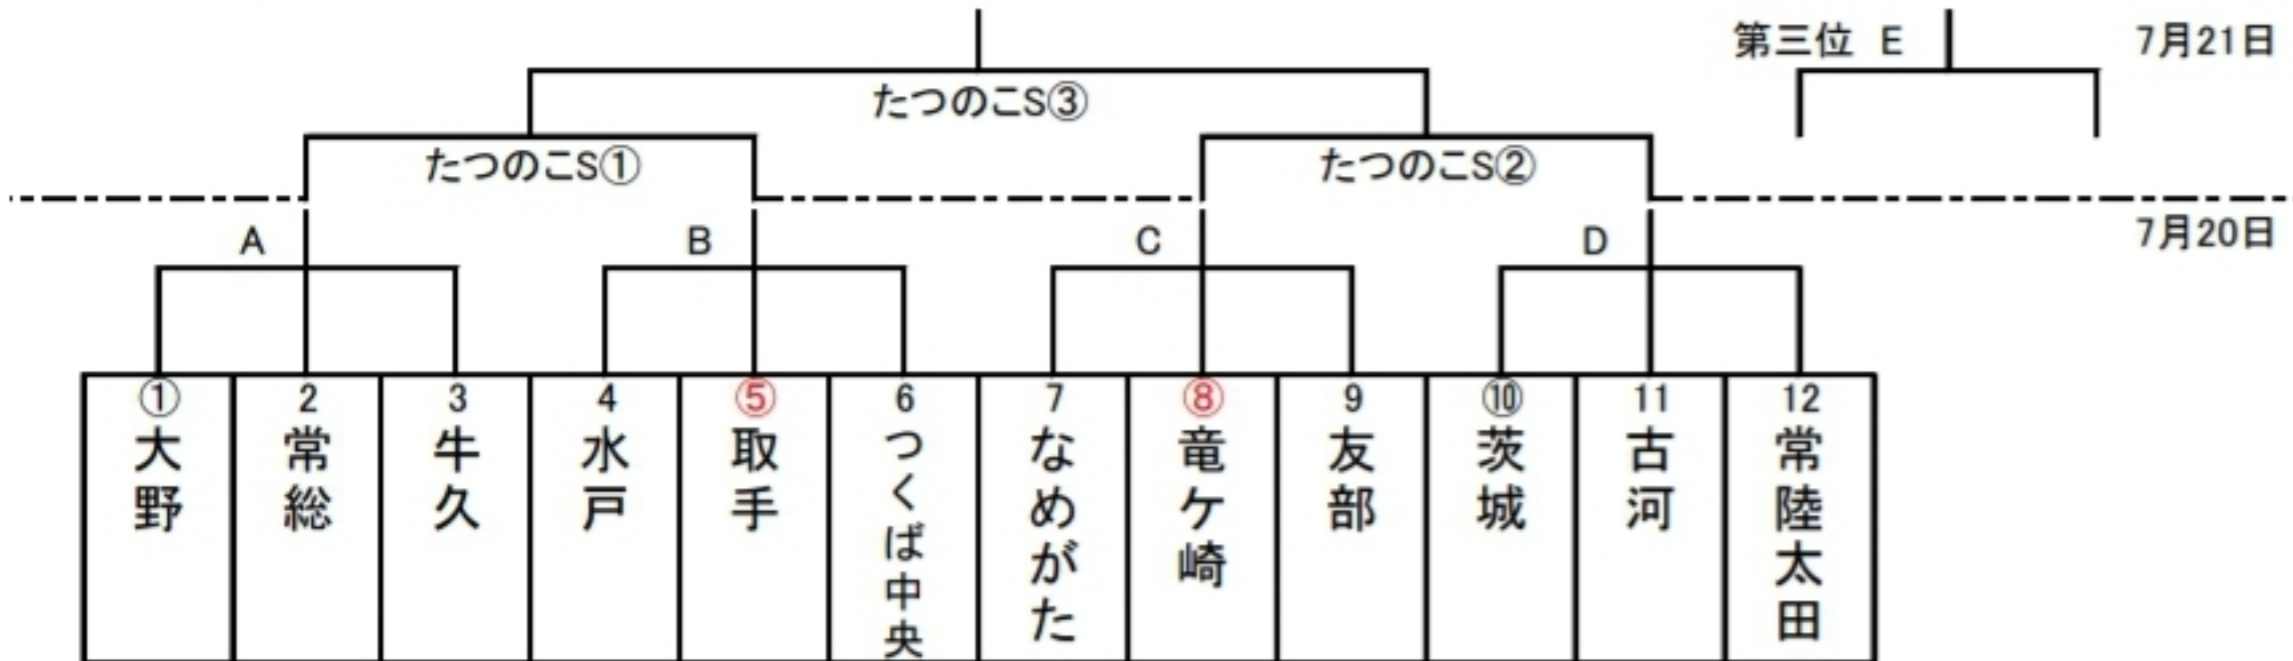 第三位 E
7月21日
たつのこS③
たつのこS①
たつのこS②
7月20日
A
B
C
D
①
大野
2
常総
3
牛久
4
水戸
⑤
取手
6
つくば中央
7
なめがた
⑧
竜ケ崎
9
友部
⑩
茨城
11
古河
12
常陸太田